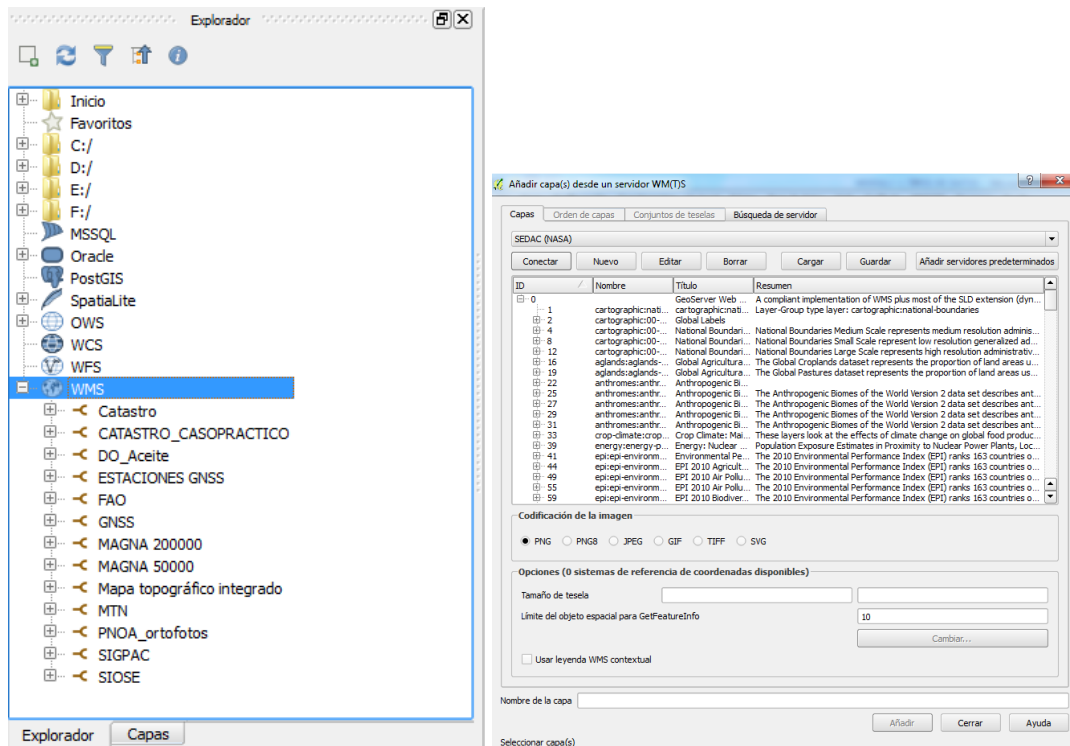 Explorador
Inicio
Favoritos
C:/
D:/
E:/
F:/
MSSQL
Oracle
PostGIS
SpatiaLite
OWS
WCS
WFS
WMS
Catastro
CATASTRO_CASOPRACTICO
DO_Aceite
ESTACIONES GNSS
FAO
GNSS
MAGNA 200000
MAGNA 50000
Mapa topográfico integrado
MTN
PNOA_ortofotos
SIGPAC
SIOSE
Explorador Capas
Añadir capa(s) desde un servidor WM(T)S
Capas Orden de capas Conjuntos de teselas Búsqueda de servidor
SEDAC (NASA)
Conectar Nuevo Editar Borrar Cargar Guardar Añadir servidores predeterminados
ID Nombre Título Resumen
0 GeoServer Web ... A compliant implementation of WMS plus most of the SLD extension (dyn...
1 cartographic:nati... cartographic:nati... Layer-Group type layer: cartographic:national-boundaries
2 cartographic:00-... Global Labels
4 cartographic:00-... National Boundari... National Boundaries Medium Scale represents medium resolution adminis...
8 cartographic:00-... National Boundari... National Boundaries Small Scale represent low resolution generalized ad...
12 cartographic:00-... National Boundari... National Boundaries Large Scale represents high resolution administrativ...
16 aglands:aglands-... Global Agricultura... The Global Croplands dataset represents the proportion of land areas u...
19 aglands:aglands-... Global Agricultura... The Global Pastures dataset represents the proportion of land areas us...
22 anthromes:anthr... Anthropogenic Bi...
25 anthromes:anthr... Anthropogenic Bi... The Anthropogenic Biomes of the World Version 2 data set describes ant...
27 anthromes:anthr... Anthropogenic Bi... The Anthropogenic Biomes of the World Version 2 data set describes ant...
29 anthromes:anthr... Anthropogenic Bi... The Anthropogenic Biomes of the World Version 2 data set describes ant...
31 anthromes:anthr... Anthropogenic Bi... The Anthropogenic Biomes of the World Version 2 data set describes ant...
33 crop-climate:crop... Crop Climate: Mai... These layers look at the effects of climate change on global food produc...
39 energy:energy-p... Energy: Nuclear ... Population Exposure Estimates in Proximity to Nuclear Power Plants, Loc...
41 epi:epi-environm... Environmental Pe... The 2010 Environmental Performance Index (EPI) ranks 163 countries o...
44 epi:epi-environm... EPI 2010 Agricult... The 2010 Environmental Performance Index (EPI) ranks 163 countries o...
49 epi:epi-environm... EPI 2010 Air Pollu... The 2010 Environmental Performance Index (EPI) ranks 163 countries o...
55 epi:epi-environm... EPI 2010 Air Pollu... The 2010 Environmental Performance Index (EPI) ranks 163 countries o...
59 epi:epi-environm... EPI 2010 Biodiver... The 2010 Environmental Performance Index (EPI) ranks 163 countries o...
Codificación de la imagen
PNG PNG8 JPEG GIF TIFF SVG
Opciones (0 sistemas de referencia de coordenadas disponibles)
Tamaño de tesela
Límite del objeto espacial para GetFeatureInfo 10
Cambiar...
Usar leyenda WMS contextual
Nombre de la capa
Añadir Cerrar Ayuda
Seleccionar capa(s)